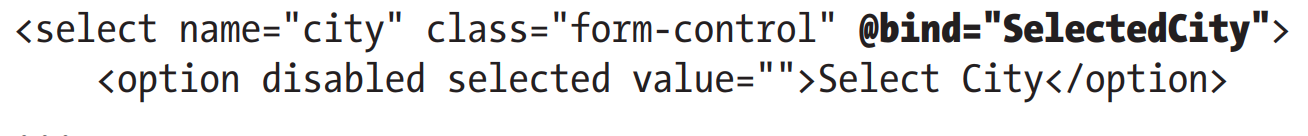 <select name="city" class="form-control" @bind="SelectedCity">
    <option disabled selected value="">Select City</option>
...